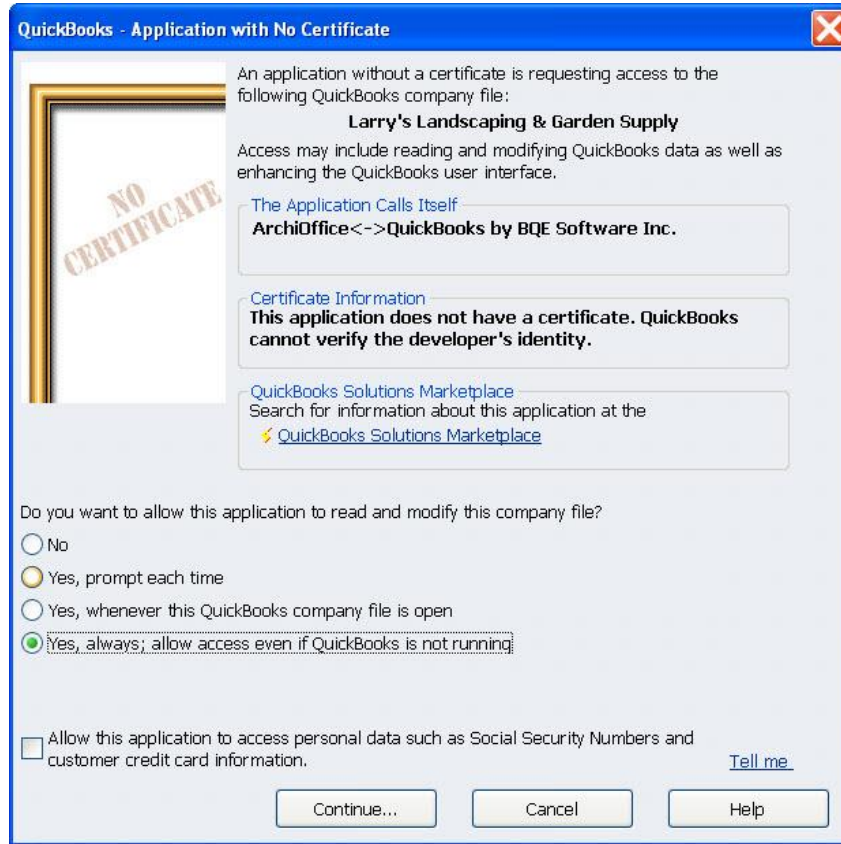 QuickBooks - Application with No Certificate
An application without a certificate is requesting access to the
following QuickBooks company file:
Larry's Landscaping & Garden Supply
Access may include reading and modifying QuickBooks data as well as
enhancing the QuickBooks user interface.
NO
CERTIFICATE
The Application Calls Itself
ArchiOffice<->QuickBooks by BQE Software Inc.
Certificate Information
This application does not have a certificate. QuickBooks
cannot verify the developer's identity.
QuickBooks Solutions Marketplace
Search for information about this application at the
QuickBooks Solutions Marketplace
Do you want to allow this application to read and modify this company file?
No
Yes, prompt each time
Yes, whenever this QuickBooks company file is open
Yes, always; allow access even if QuickBooks is not running
Allow this application to access personal data such as Social Security Numbers and
customer credit card information.
Tell me
Continue...
Cancel
Help